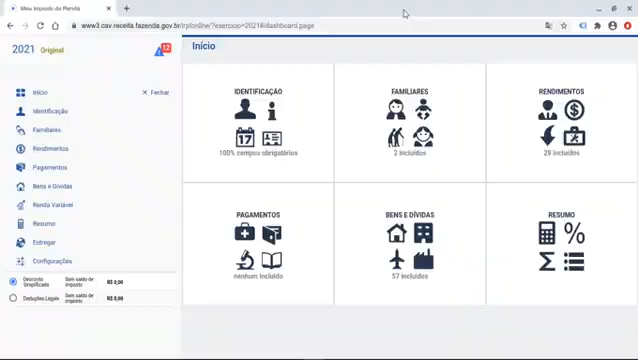 Meu Imposto de Renda
www3.cav.receita.fazenda.gov.br/irpfonline/?exercicio=2021#/dashboard.page
2021 Original
12
Início
Fechar
Identificação
Familiares
Rendimentos
Pagamentos
Bens e Dívidas
Renda Variável
Resumo
Entregar
Configurações
Desconto Simplificado
Sem saldo de imposto
R$ 0,00
Deduções Legais
Sem saldo de imposto
R$ 0,00
Início
IDENTIFICAÇÃO
17
100% campos obrigatórios
FAMILIARES
2 incluídos
RENDIMENTOS
29 incluídos
PAGAMENTOS
nenhum incluído
BENS E DÍVIDAS
57 incluídos
RESUMO